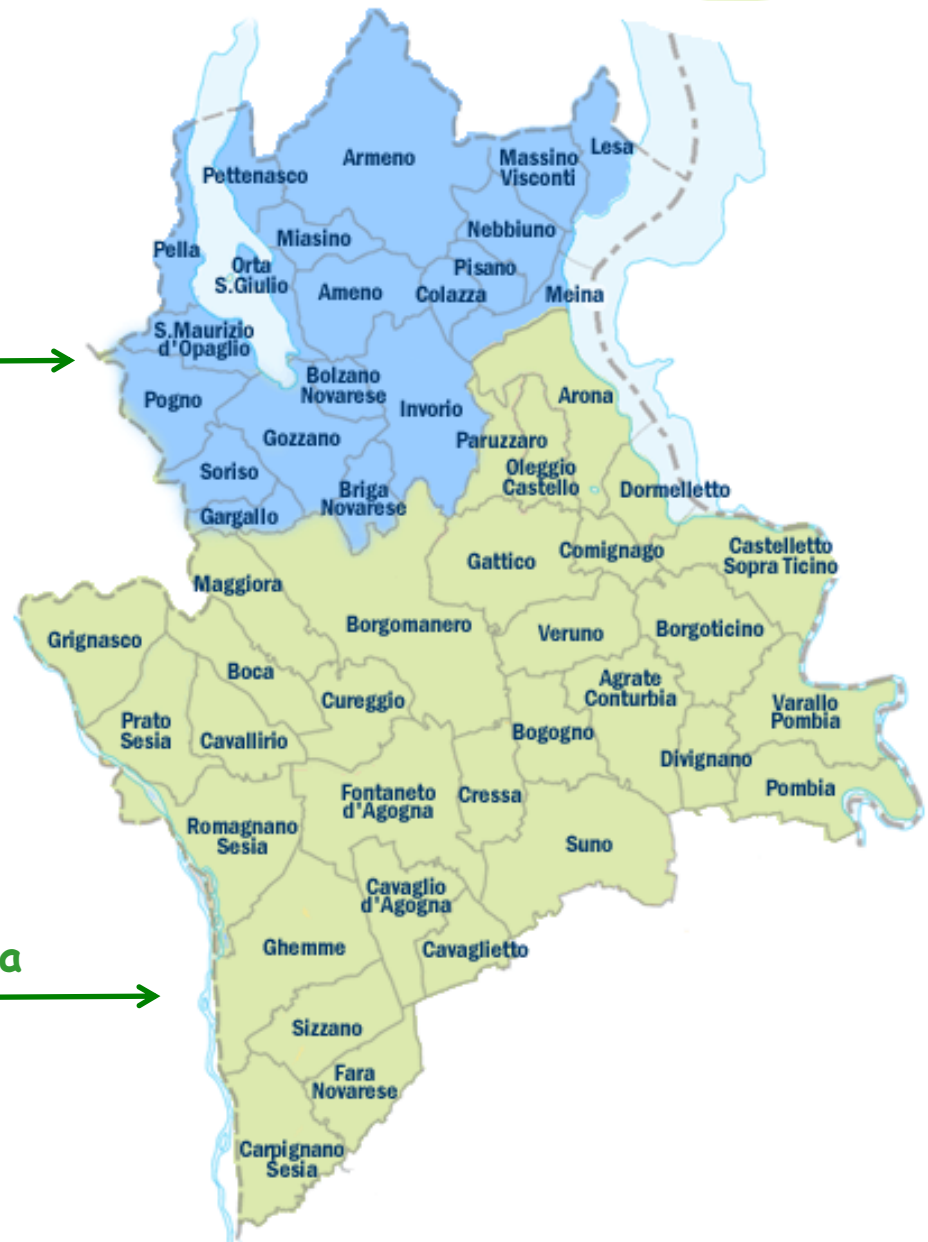 Lesa
Armeno
Massino
Visconti
Pettenasco
Nebbiuno
Miasino
Pella
Orta
S.Giulio
Pisano
Ameno
Colazza
Meina
S.Maurizio
d'Opaglio
Bolzano
Novarese
Pogno
Invorio
Arona
Gozzano
Paruzzaro
Soriso
Oleggio
Castello
Briga
Novarese
Dormelletto
Gargallo
Castelletto
Sopra Ticino
Gattico
Comignago
Maggiora
Borgomanero
Veruno
Borgoticino
Grignasco
Boca
Agrate
Conturbia
Cureggio
Varallo
Pombia
Prato
Sesia
Cavallirio
Bogogno
Divignano
Pombia
Fontaneto
d'Agogna
Cressa
Romagnano
Sesia
Suno
Cavaglio
d'Agogna
Ghemme
Cavaglietto
a
Sizzano
Fara
Novarese
Carpignano
Sesia